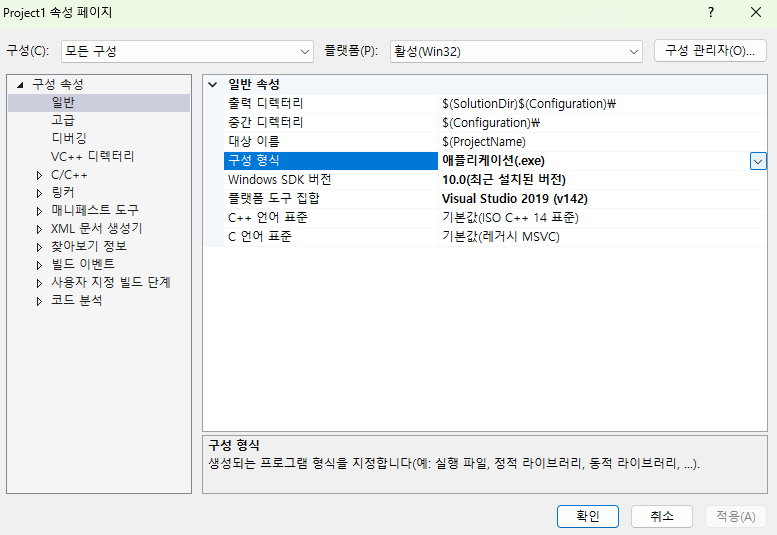 Project1 속성 페이지
? ×
구성(C): 모든 구성 플랫폼(P): 활성(Win32) 구성 관리자(O)...
구성 속성
일반
고급
디버깅
VC++ 디렉터리
C/C++
링커
매니페스트 도구
XML 문서 생성기
찾아보기 정보
빌드 이벤트
사용자 지정 빌드 단계
코드 분석
일반 속성
출력 디렉터리 $(SolutionDir)$(Configuration)₩
중간 디렉터리 $(Configuration)₩
대상 이름 $(ProjectName)
구성 형식 애플리케이션(.exe)
Windows SDK 버전 10.0(최근 설치된 버전)
플랫폼 도구 집합 Visual Studio 2019 (v142)
C++ 언어 표준 기본값(ISO C++ 14 표준)
C 언어 표준 기본값(레거시 MSVC)
구성 형식
생성되는 프로그램 형식을 지정합니다(예: 실행 파일, 정적 라이브러리, 동적 라이브러리, ...).
확인 취소 적용(A)